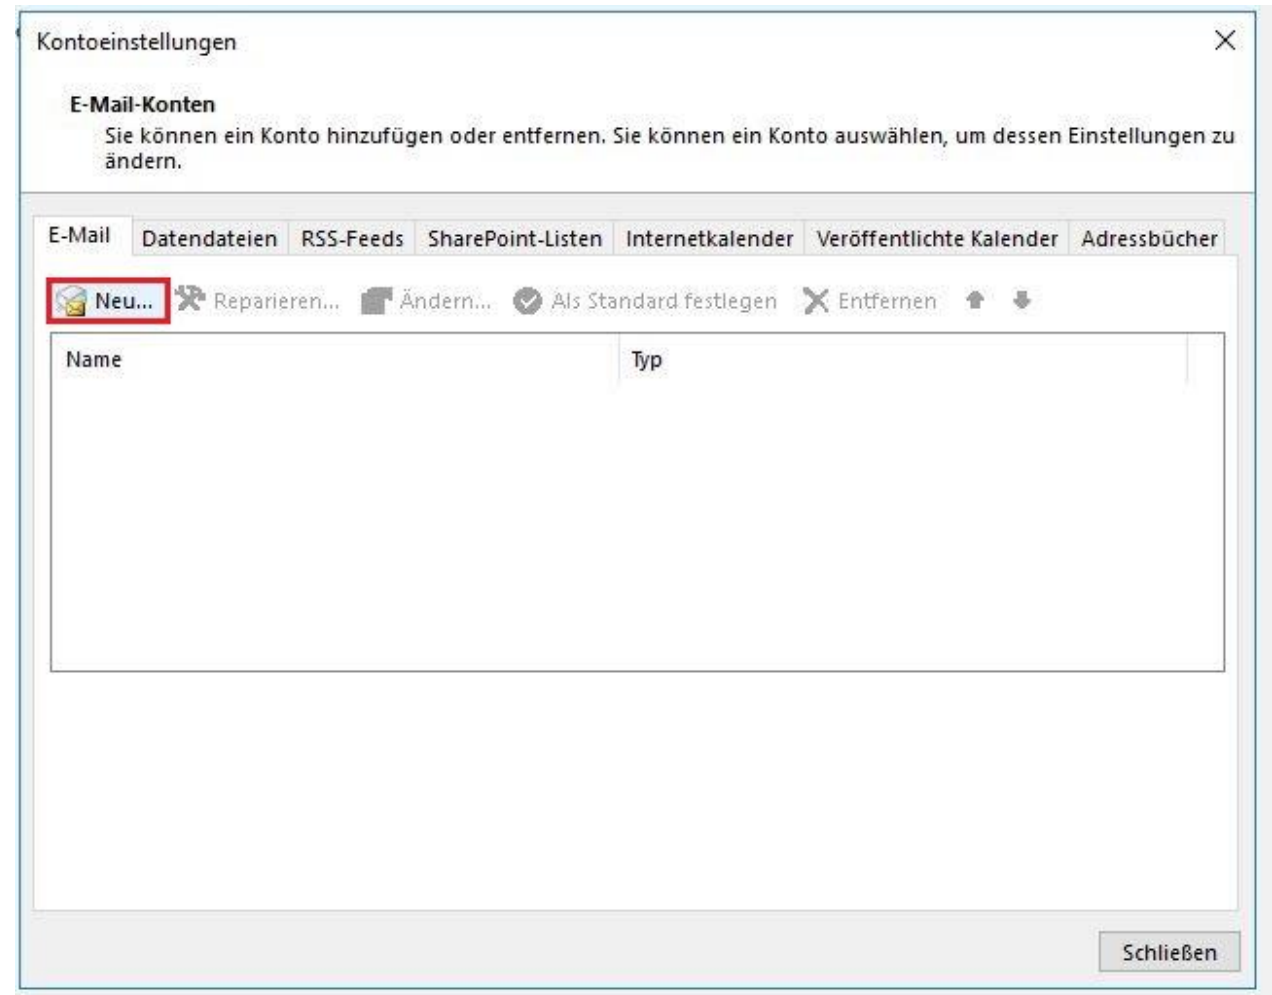 Kontoeinstellungen
E-Mail-Konten
Sie können ein Konto hinzufügen oder entfernen. Sie können ein Konto auswählen, um dessen Einstellungen zu
ändern.
E-Mail Datendateien RSS-Feeds SharePoint-Listen Internetkalender Veröffentlichte Kalender Adressbücher
Neu... Reparieren... Ändern... Als Standard festlegen Entfernen
Name Typ
Schließen